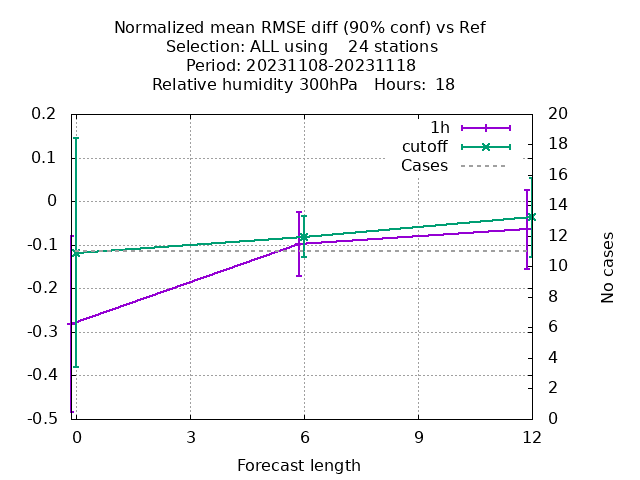 Normalized mean RMSE diff (90% conf) vs Ref
Selection: ALL using    24 stations
Period: 20231108-20231118
Relative humidity 300hPa   Hours:  18
1h
cutoff
Cases
0.2
0.1
0
-0.1
-0.2
-0.3
-0.4
-0.5
20
18
16
14
12
10
8
6
4
2
0
No cases
0 3 6 9 12
Forecast length